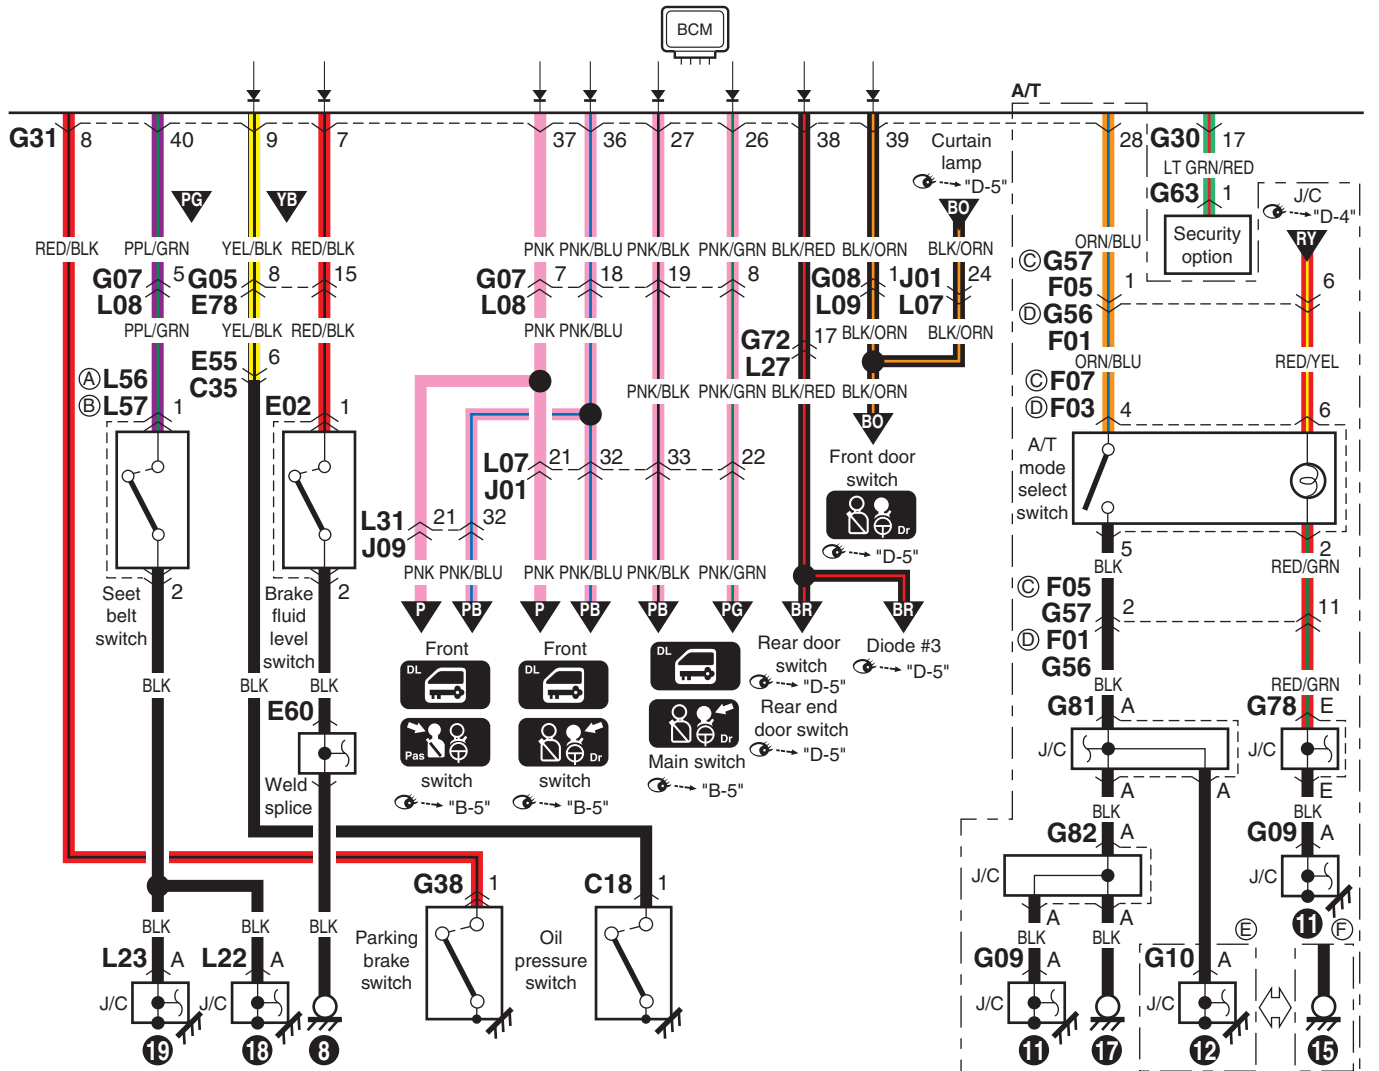 BCM
A/T
G31 8 40 9 7 37 36 27 26 38 39 28 G30 17
Curtain
lamp
"D-5"
LT GRN/RED
G63 1
J/C
"D-4"
PG YB BO RY
Security
option
RED/BLK PPL/GRN YEL/BLK RED/BLK PNK PNK/BLU PNK/BLK PNK/GRN BLK/RED BLK/ORN BLK/ORN ORN/BLU
G07 5 G05 8 15 G07 7 18 19 8 G08 1 J01 24 C G57 1 6
L08 E78 L08 L09 L07 F05
D G56
F01
PPL/GRN YEL/BLK RED/BLK PNK PNK/BLU G72 17 BLK/ORN BLK/ORN
L27
E55 6
C35
ORN/BLU RED/YEL
A L56
B L57 1 E02 1
PNK/BLK PNK/GRN BLK/RED BLK/ORN
C F07
D F03 4 6
BO
A/T
mode
select
switch
Front door
switch
Dr
"D-5"
L07 21 32 33 22
J01
L31 21 32
J09
5 2
BLK RED/GRN
PNK PNK/BLU PNK PNK/BLU PNK/BLK PNK/GRN
2 2
Seet
belt
switch
Brake
fluid
level
switch
P PB P PB PB PG BR BR
C F05
G57 2 11
D F01
G56
Front
DL
Pas
switch
"B-5"
Front
DL
Dr
switch
"B-5"
DL
Dr
Main switch
"B-5"
Rear door
switch
"D-5"
Rear end
door switch
"D-5"
Diode #3
"D-5"
BLK BLK BLK BLK RED/GRN
E60
Weld
splice
G81 A G78 E
J/C J/C
A A E
BLK BLK
G82 A G09 A
J/C J/C
11
G38 1 C18 1
Parking
brake
switch
Oil
pressure
switch
A A
BLK BLK BLK BLK BLK
E F
L23 A L22 A G09 A G10 A
J/C J/C J/C J/C
19 18 8 11 17 12 15